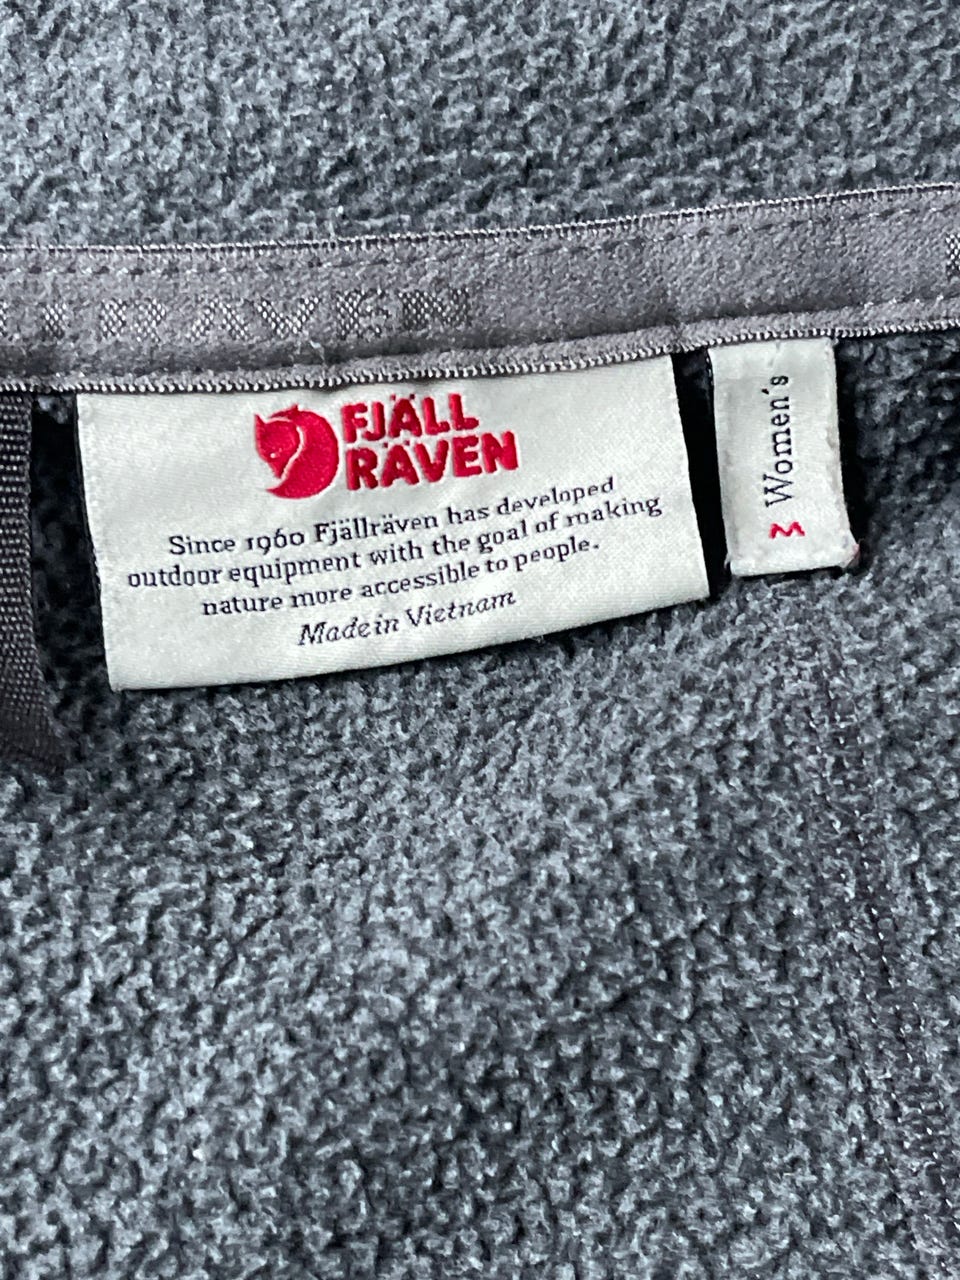 RAVEN
FJÄLL
RÄVEN
Since 1960 Fjällräven has developed
outdoor equipment with the goal of making
nature more accessible to people.
Made in Vietnam
M Women´s